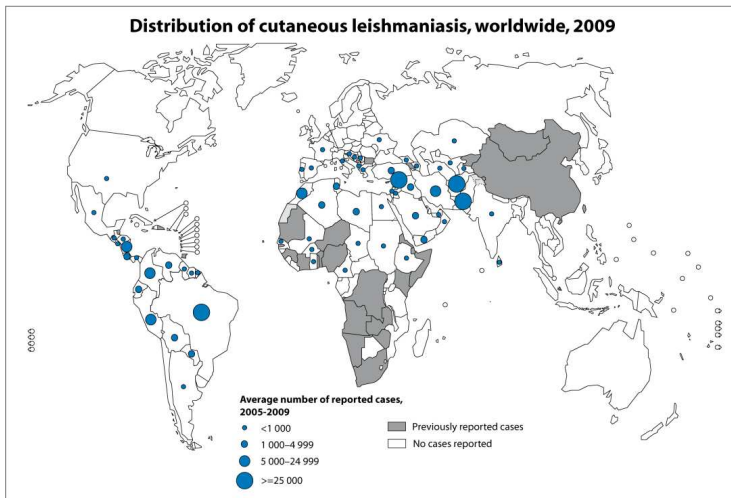 Distribution of cutaneous leishmaniasis, worldwide, 2009
Average number of reported cases,
2005-2009
<1 000
1 000–4 999
5 000–24 999
>=25 000
Previously reported cases
No cases reported